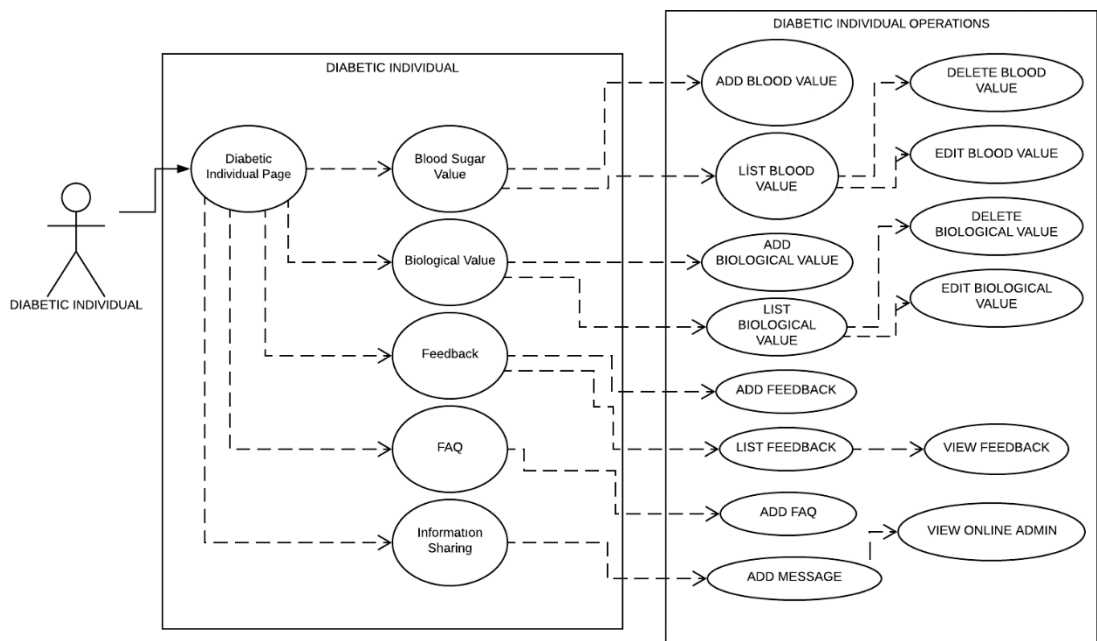 DIABETIC INDIVIDUAL OPERATIONS
DIABETIC INDIVIDUAL
ADD BLOOD VALUE
DELETE BLOOD
VALUE
Diabetic
Individual Page
Blood Sugar
Value
LİST BLOOD
VALUE
EDIT BLOOD VALUE
DELETE
BIOLOGICAL VALUE
Biological Value
ADD
BIOLOGICAL VALUE
EDIT BIOLOGICAL
VALUE
DIABETIC INDIVIDUAL
LIST
BIOLOGICAL
VALUE
Feedback
ADD FEEDBACK
FAQ
LIST FEEDBACK
VIEW FEEDBACK
ADD FAQ
Information
Sharing
VIEW ONLINE ADMIN
ADD MESSAGE